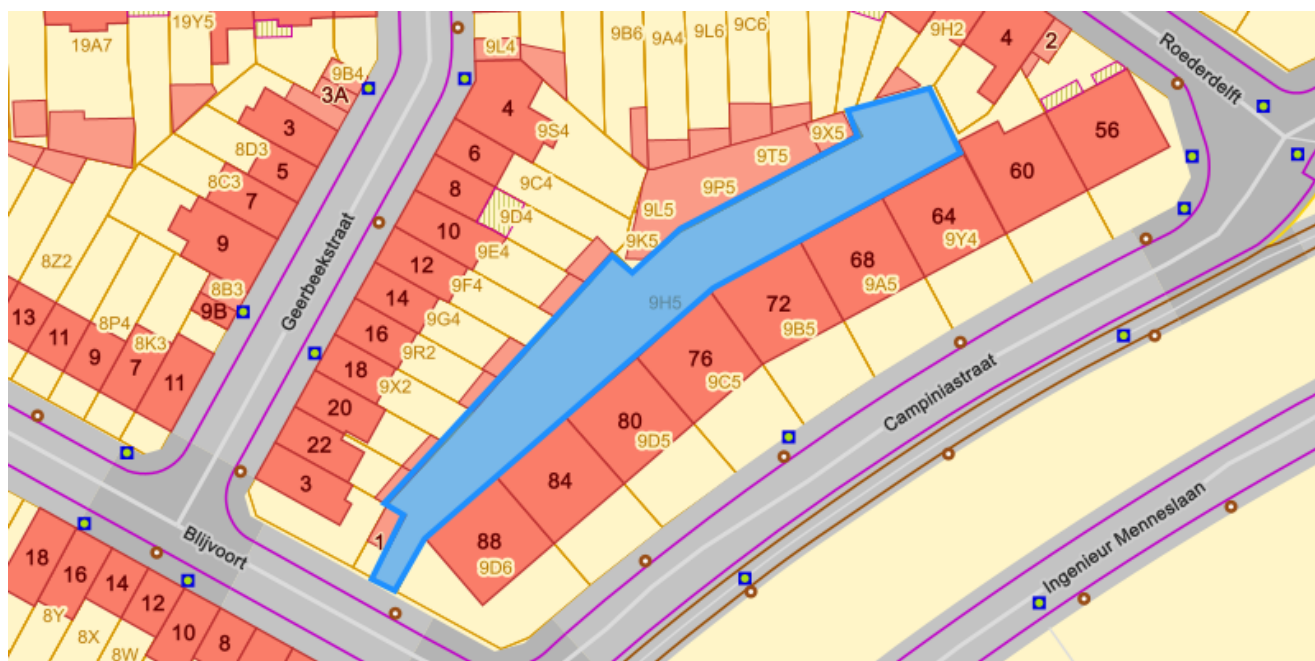 19A7
19Y5
9L4
9B6
9A4
9L6
9C6
9H2
4
2
Roederdelft
9B4
3A
3
8D3
5
8C3
7
9
8B3
9B
8Z2
8P4
8K3
13
11
9
7
11
Geerbeekstraat
4
9S4
6
8
9C4
9D4
10
9E4
12
9F4
14
9G4
16
9R2
18
9X2
20
22
3
1
9X5
9T5
9P5
9L5
9K5
9H5
56
60
64
9Y4
68
9A5
72
9B5
76
9C5
80
9D5
84
88
9D6
Campiniastraat
Ingenieur Menneslaan
Blijvoort
18
16
14
12
10
8
8Y
8X
8W